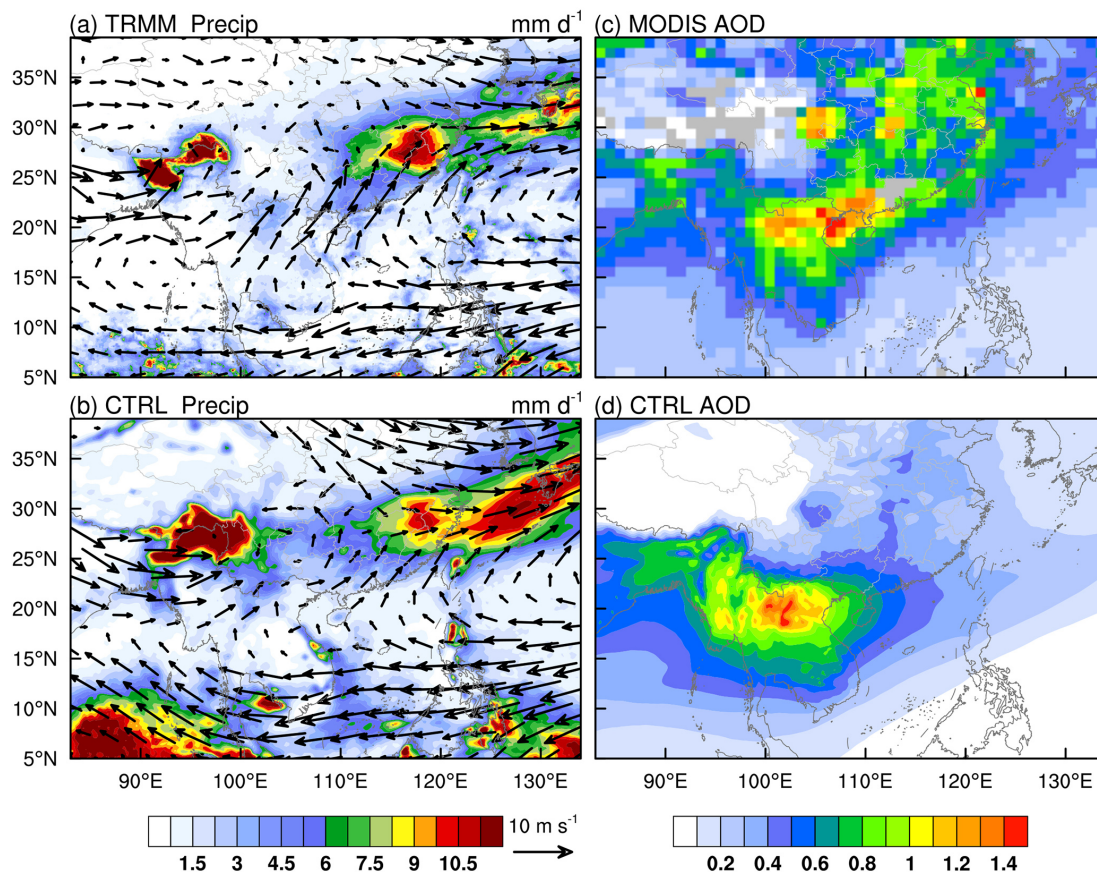 (a) TRMM Precip mm d⁻¹
35°N
30°N
25°N
20°N
15°N
10°N
5°N
(c) MODIS AOD
(b) CTRL Precip mm d⁻¹
35°N
30°N
25°N
20°N
15°N
10°N
5°N
90°E 100°E 110°E 120°E 130°E
(d) CTRL AOD
90°E 100°E 110°E 120°E 130°E
1.5 3 4.5 6 7.5 9 10.5
10 m s⁻¹
0.2 0.4 0.6 0.8 1 1.2 1.4